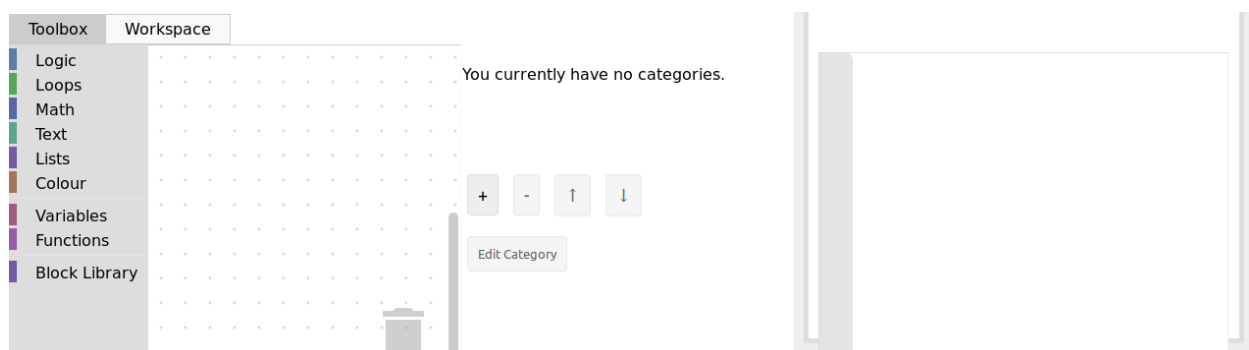 Toolbox
Workspace
Logic
Loops
Math
Text
Lists
Colour
Variables
Functions
Block Library
You currently have no categories.
+ - ↑ ↓
Edit Category